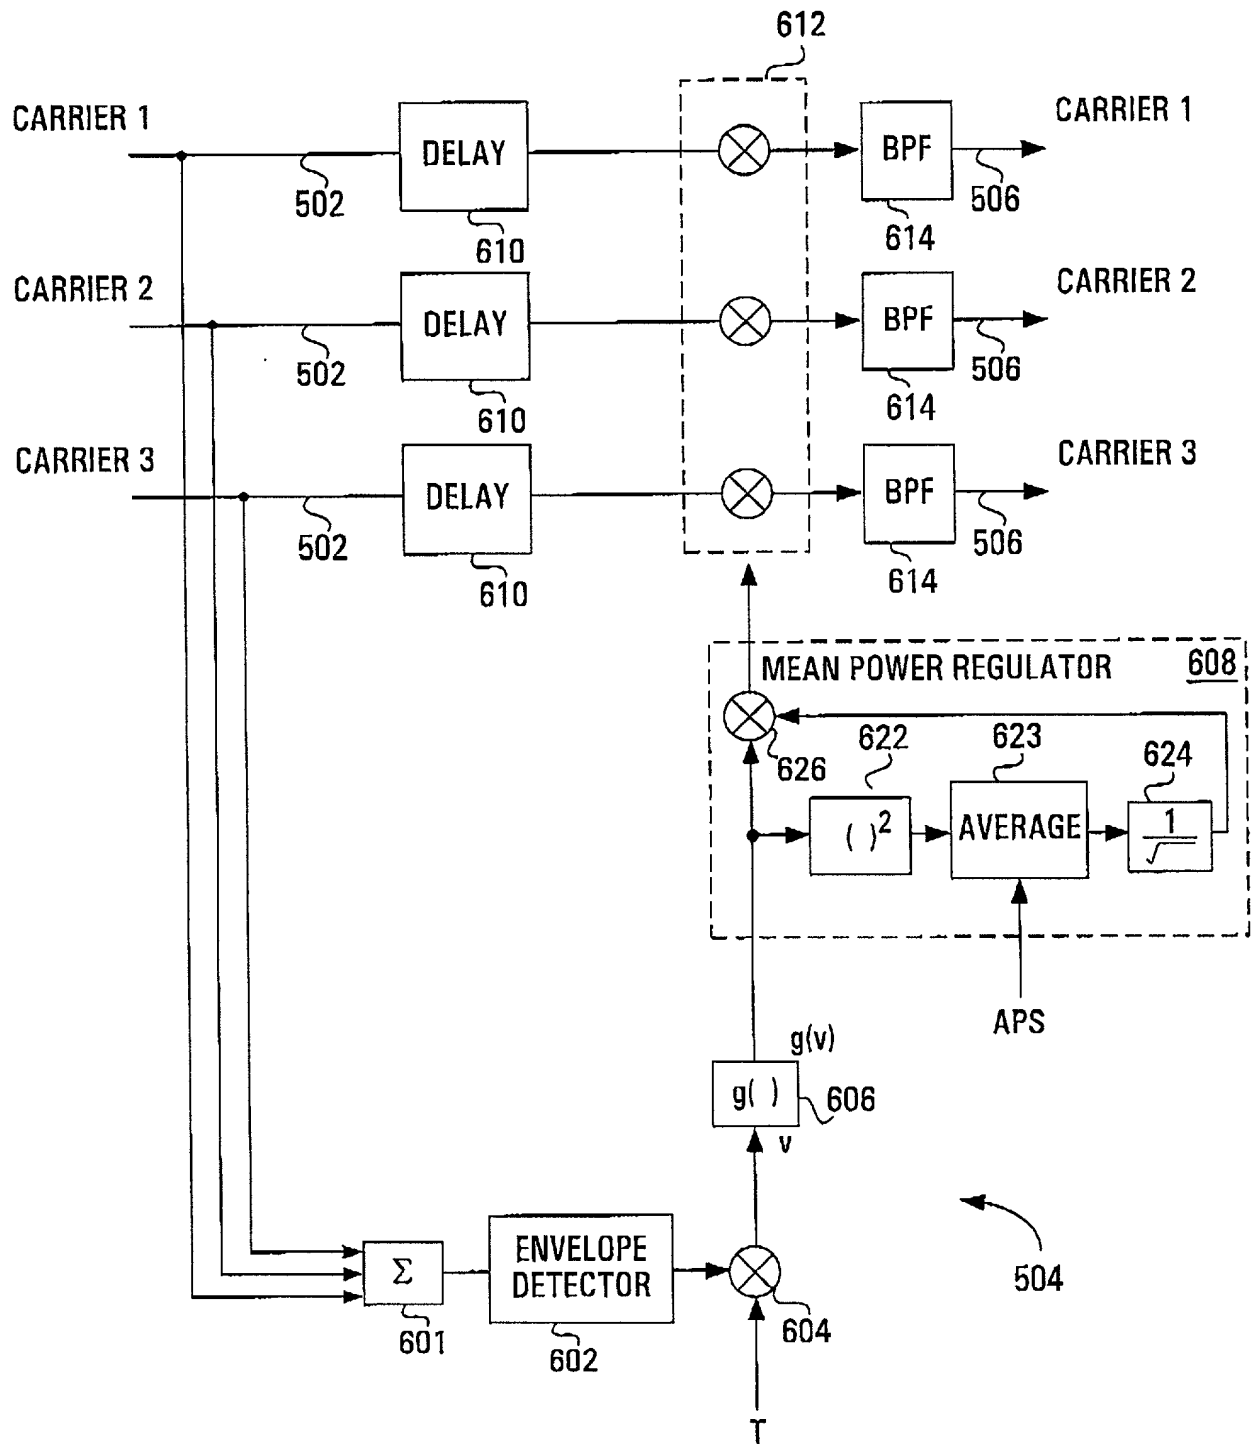 612
CARRIER 1
DELAY
BPF
CARRIER 1
502
610
614
506
CARRIER 2
DELAY
BPF
CARRIER 2
502
610
614
506
CARRIER 3
DELAY
BPF
CARRIER 3
502
610
614
506
MEAN POWER REGULATOR
608
626
622
623
624
( )²
AVERAGE
1/√
APS
g(v)
g( )
606
v
Σ
ENVELOPE
DETECTOR
601
602
604
504
T